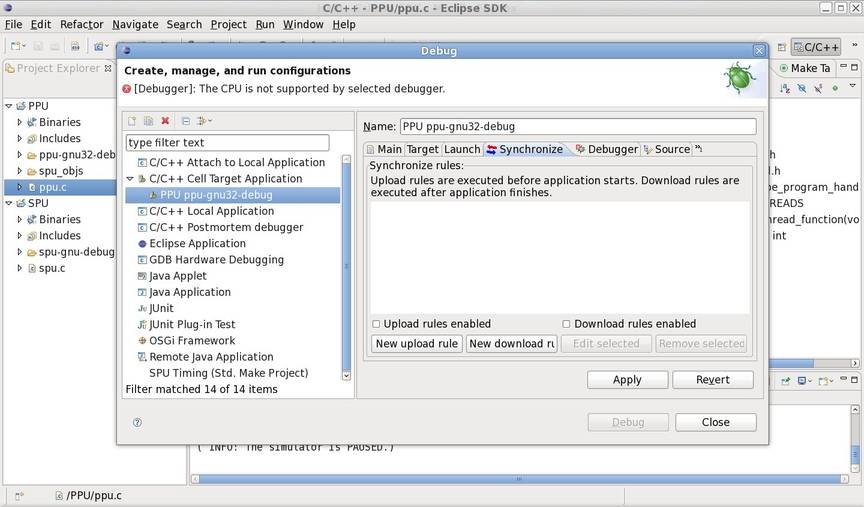 C/C++ - PPU/ppu.c - Eclipse SDK
File Edit Refactor Navigate Search Project Run Window Help
C/C++
Project Explorer
Make Ta
PPU
Binaries
Includes
ppu-gnu32-deb
spu_objs
ppu.c
SPU
Binaries
Includes
spu-gnu-debug
spu.c
Debug
Create, manage, and run configurations
[Debugger]: The CPU is not supported by selected debugger.
type filter text
C/C++ Attach to Local Application
C/C++ Cell Target Application
PPU ppu-gnu32-debug
C/C++ Local Application
C/C++ Postmortem debugger
Eclipse Application
GDB Hardware Debugging
Java Applet
Java Application
JUnit
JUnit Plug-in Test
OSGi Framework
Remote Java Application
SPU Timing (Std. Make Project)
Filter matched 14 of 14 items
Name: PPU ppu-gnu32-debug
Main Target Launch Synchronize Debugger Source
Synchronize rules:
Upload rules are executed before application starts. Download rules are
executed after application finishes.
Upload rules enabled Download rules enabled
New upload rule New download ru Edit selected Remove selected
Apply Revert
Debug Close
.h
d.h
pe_program_hand
READS
hread_function(vo
int
( INFO: The simulator is PAUSED.)
/PPU/ppu.c